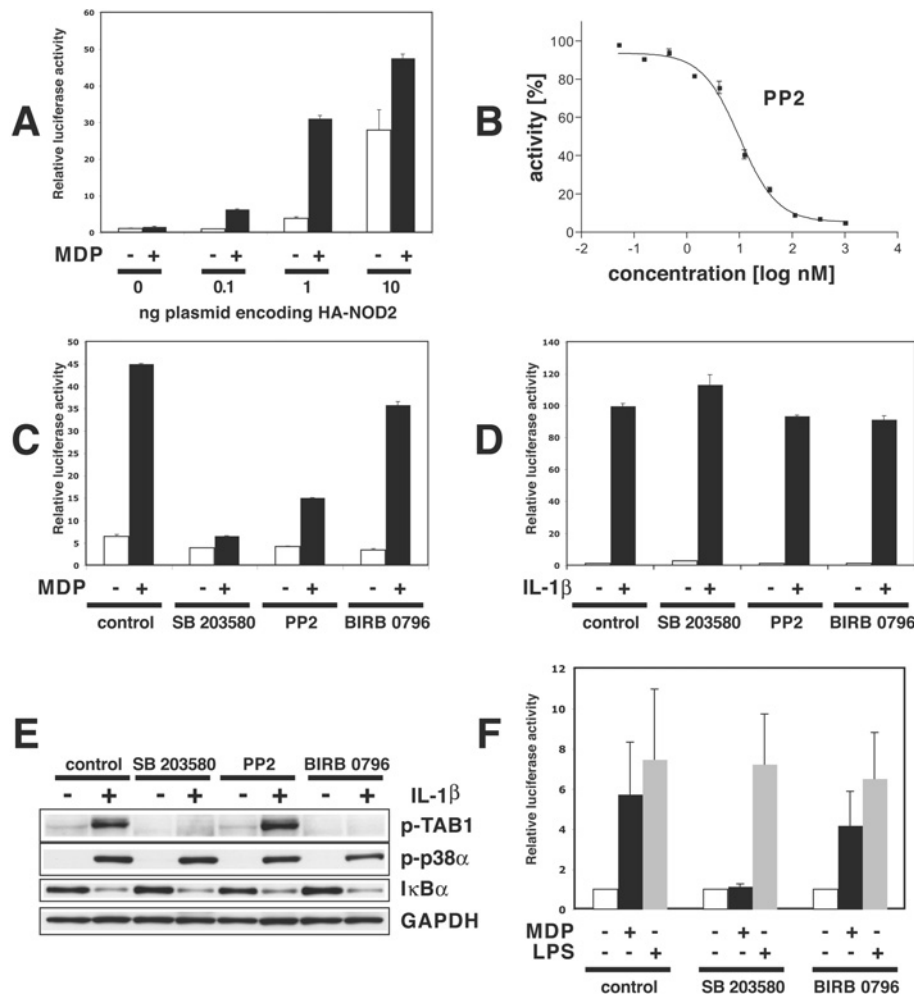 A
Relative luciferase activity
60
50
40
30
20
10
0
MDP - + - + - + - +
0 0.1 1 10
ng plasmid encoding HA-NOD2
B
activity [%]
100
80
60
40
20
0
PP2
-2 -1 0 1 2 3 4
concentration [log nM]
C
Relative luciferase activity
45
40
35
30
25
20
15
10
5
0
MDP - + - + - + - +
control SB 203580 PP2 BIRB 0796
D
Relative luciferase activity
140
120
100
80
60
40
20
0
IL-1β - + - + - + - +
control SB 203580 PP2 BIRB 0796
E
control SB 203580 PP2 BIRB 0796
- + - + - + - + IL-1β
p-TAB1
p-p38α
IκBα
GAPDH
F
Relative luciferase activity
12
10
8
6
4
2
0
MDP - + - - + - - + -
LPS - - + - - + - - +
control SB 203580 BIRB 0796